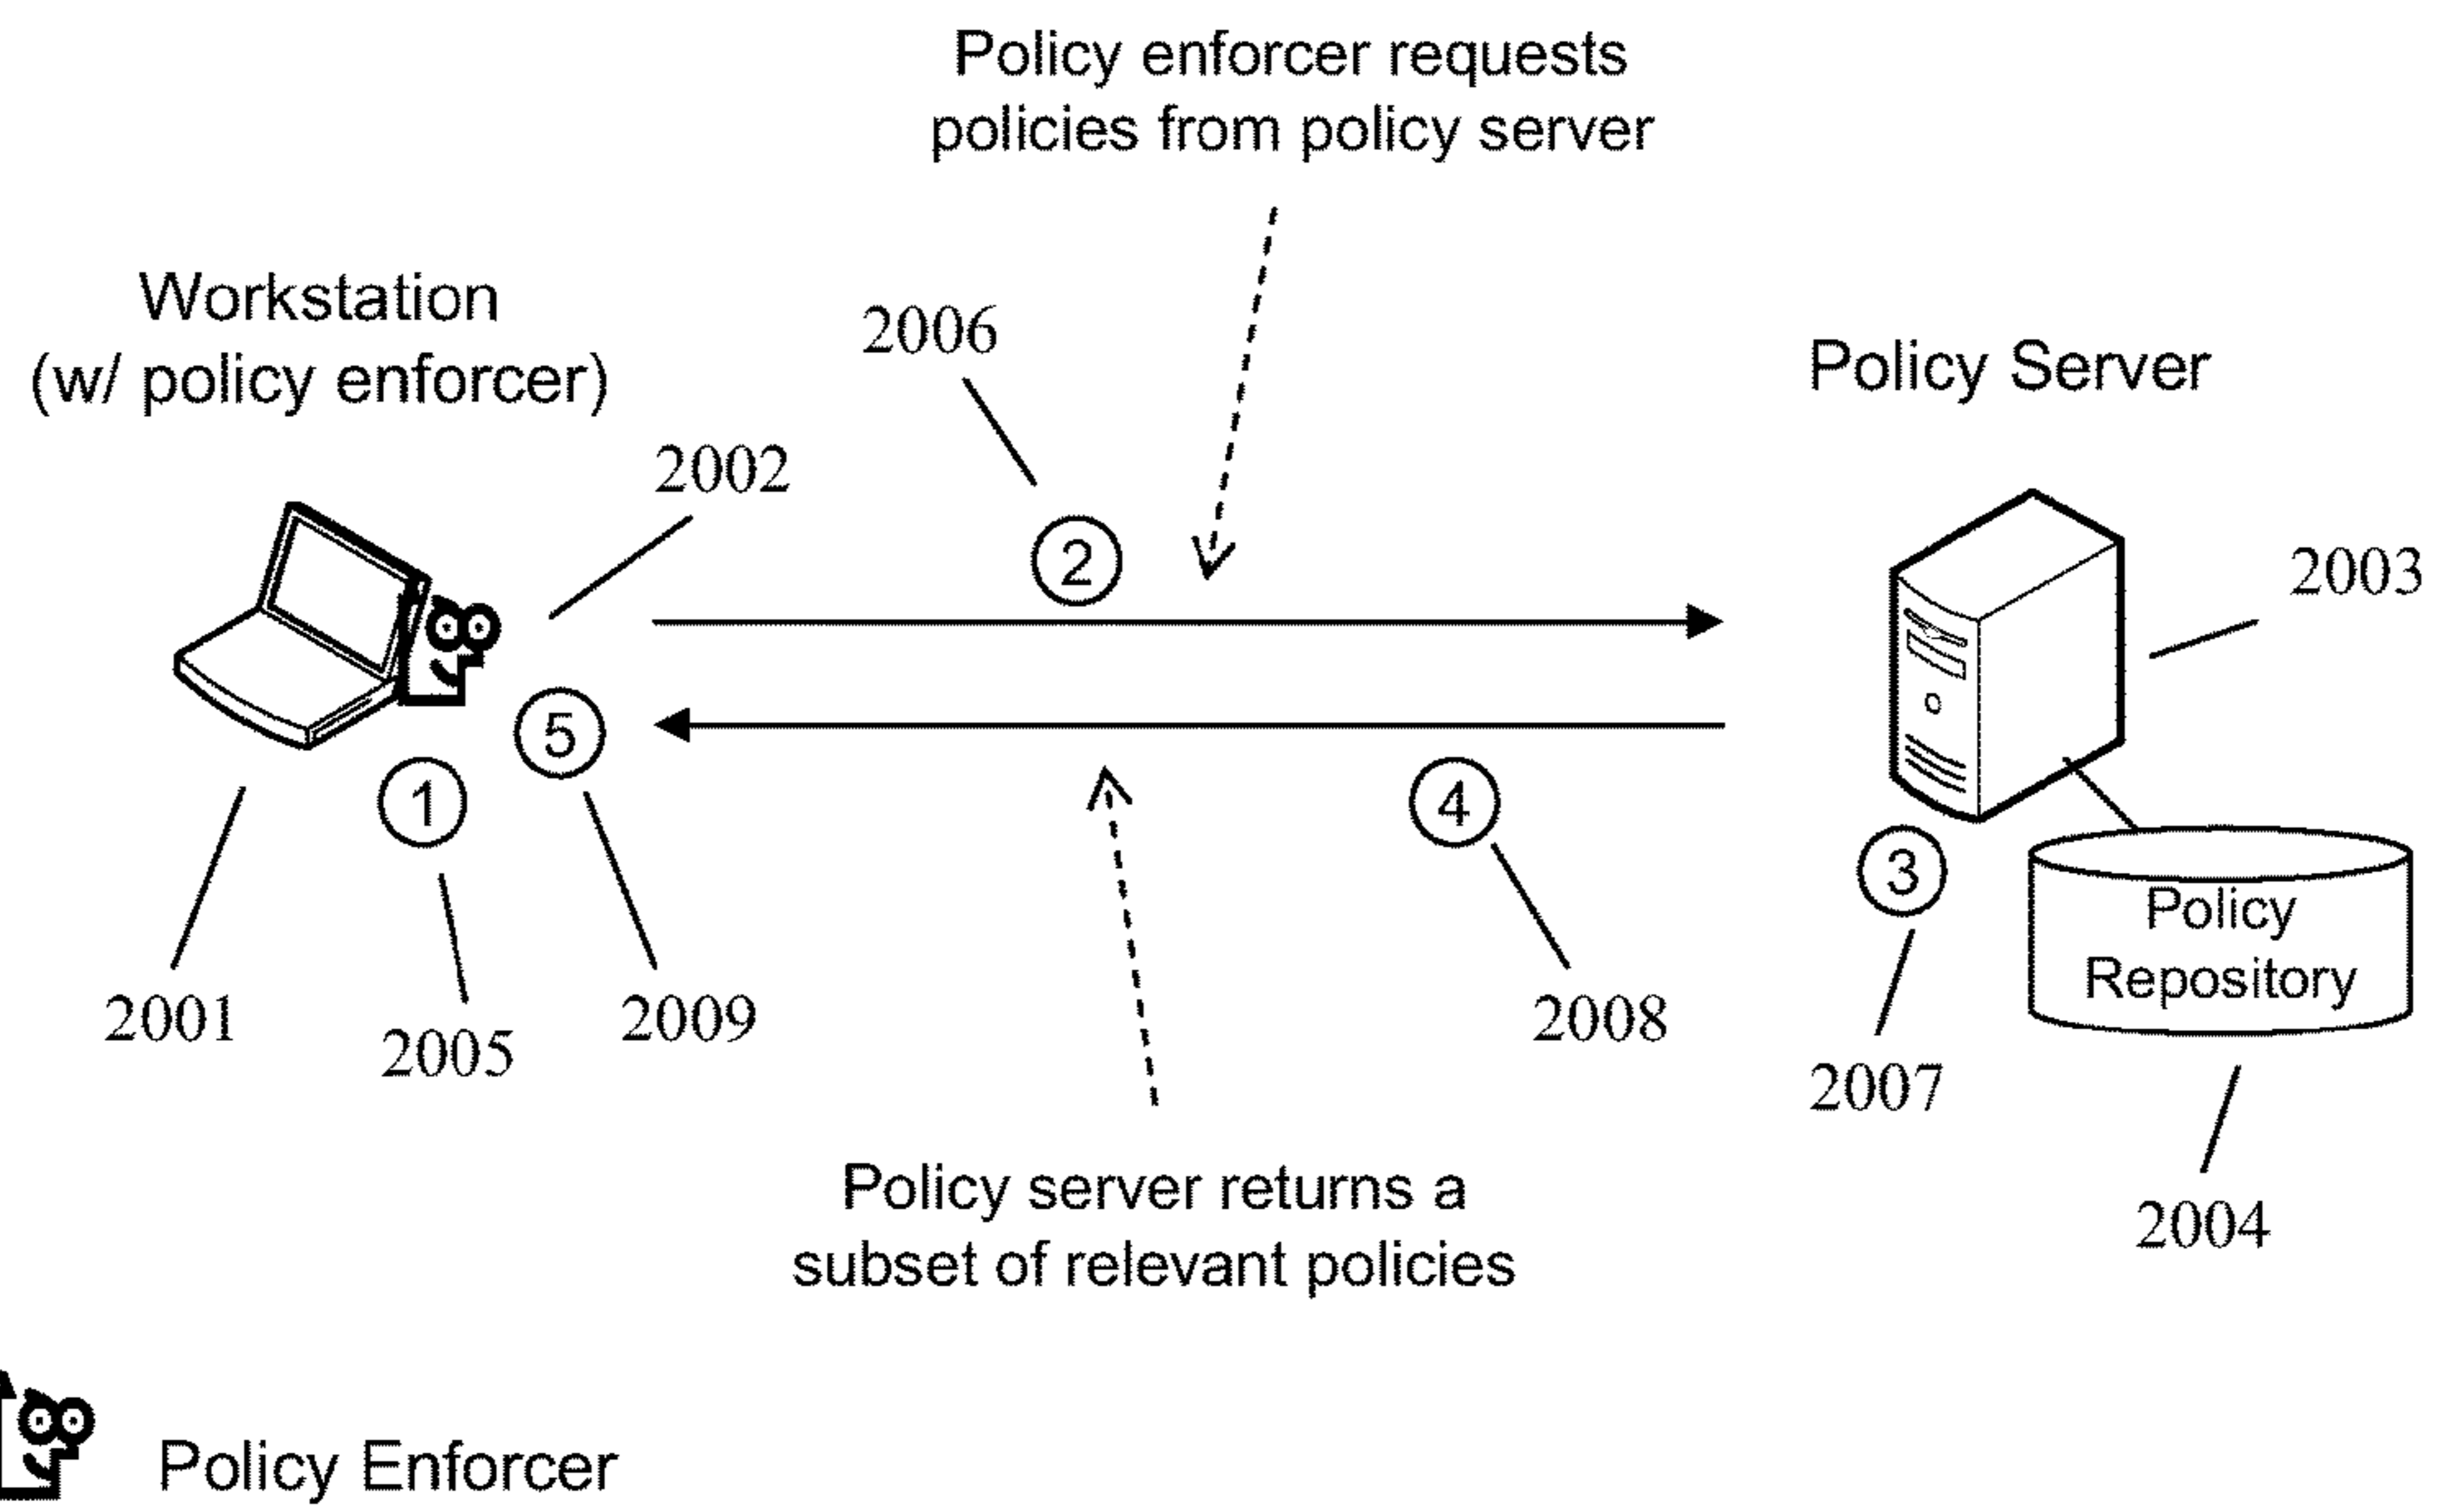 Policy enforcer requests
policies from policy server
Workstation
(w/ policy enforcer)
2006
Policy Server
2002
2
2003
5
1
4
3
Policy
Repository
2001
2005
2009
2008
2007
2004
Policy server returns a
subset of relevant policies
Policy Enforcer